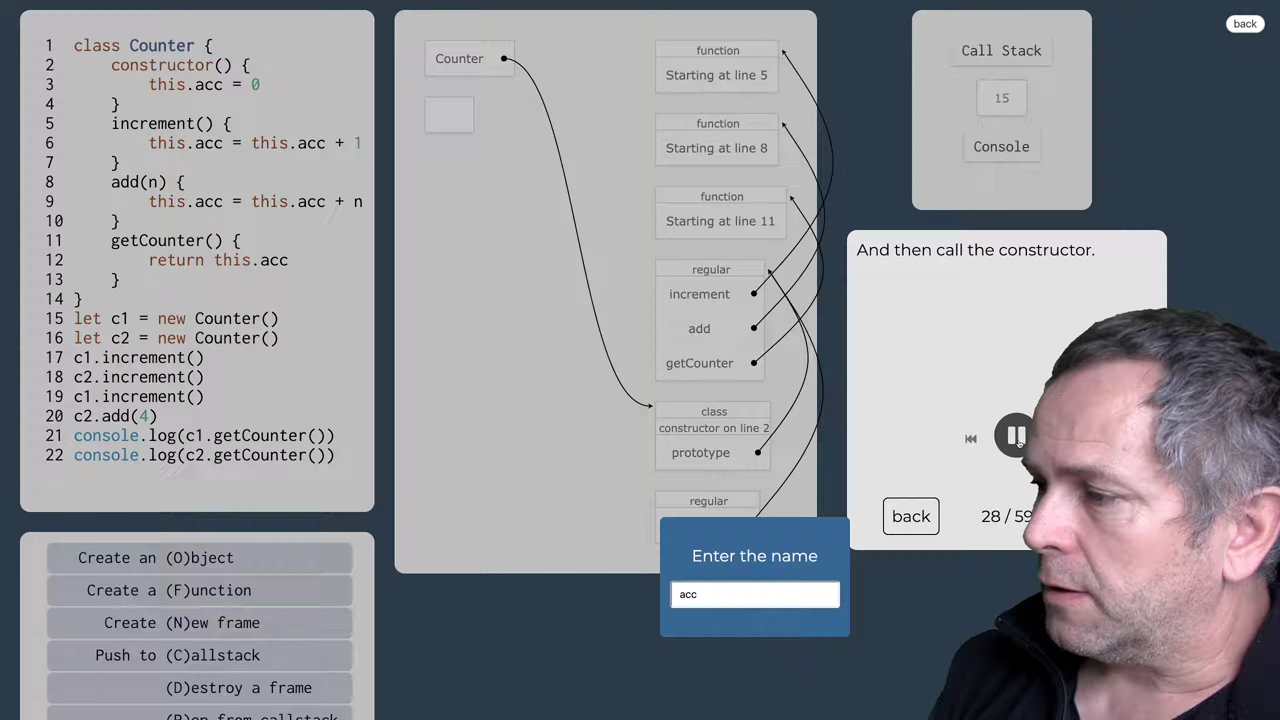 back
1 class Counter {
2 constructor() {
3 this.acc = 0
4 }
5 increment() {
6 this.acc = this.acc + 1
7 }
8 add(n) {
9 this.acc = this.acc + n
10 }
11 getCounter() {
12 return this.acc
13 }
14 }
15 let c1 = new Counter()
16 let c2 = new Counter()
17 c1.increment()
18 c2.increment()
19 c1.increment()
20 c2.add(4)
21 console.log(c1.getCounter())
22 console.log(c2.getCounter())
Create an (O)bject
Create a (F)unction
Create (N)ew frame
Push to (C)allstack
(D)estroy a frame
(P)op from callstack
Counter
function
Starting at line 5
function
Starting at line 8
function
Starting at line 11
regular
increment
add
getCounter
class
constructor on line 2
prototype
regular
Enter the name
acc
Call Stack
15
Console
And then call the constructor.
back
28 / 59